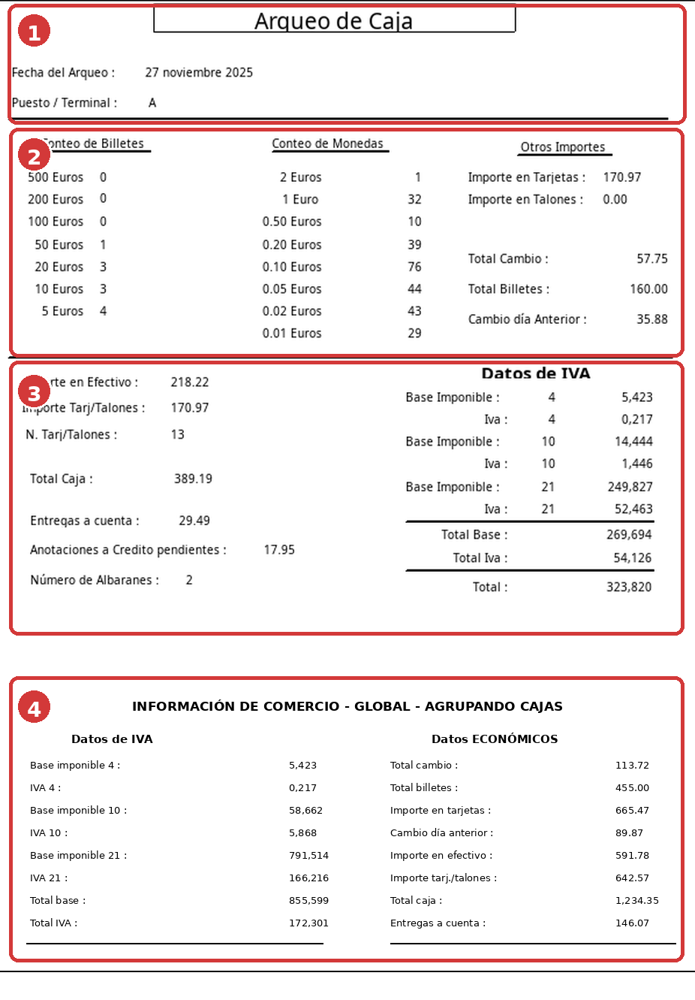 1
Arqueo de Caja
Fecha del Arqueo : 27 noviembre 2025
Puesto / Terminal : A
2
Conteo de Billetes
500 Euros 0
200 Euros 0
100 Euros 0
50 Euros 1
20 Euros 3
10 Euros 3
5 Euros 4
Conteo de Monedas
2 Euros 1
1 Euro 32
0.50 Euros 10
0.20 Euros 39
0.10 Euros 76
0.05 Euros 44
0.02 Euros 43
0.01 Euros 29
Otros Importes
Importe en Tarjetas : 170.97
Importe en Talones : 0.00
Total Cambio : 57.75
Total Billetes : 160.00
Cambio día Anterior : 35.88
3
rte en Efectivo : 218.22
Importe Tarj/Talones : 170.97
N. Tarj/Talones : 13
Total Caja : 389.19
Entregas a cuenta : 29.49
Anotaciones a Credito pendientes : 17.95
Número de Albaranes : 2
Datos de IVA
Base Imponible : 4 5,423
Iva : 4 0,217
Base Imponible : 10 14,444
Iva : 10 1,446
Base Imponible : 21 249,827
Iva : 21 52,463
Total Base : 269,694
Total Iva : 54,126
Total : 323,820
4
INFORMACIÓN DE COMERCIO - GLOBAL - AGRUPANDO CAJAS
Datos de IVA
Base imponible 4 : 5,423
IVA 4 : 0,217
Base imponible 10 : 58,662
IVA 10 : 5,868
Base imponible 21 : 791,514
IVA 21 : 166,216
Total base : 855,599
Total IVA : 172,301
Datos ECONÓMICOS
Total cambio : 113.72
Total billetes : 455.00
Importe en tarjetas : 665.47
Cambio día anterior : 89.87
Importe en efectivo : 591.78
Importe tarj./talones : 642.57
Total caja : 1,234.35
Entregas a cuenta : 146.07